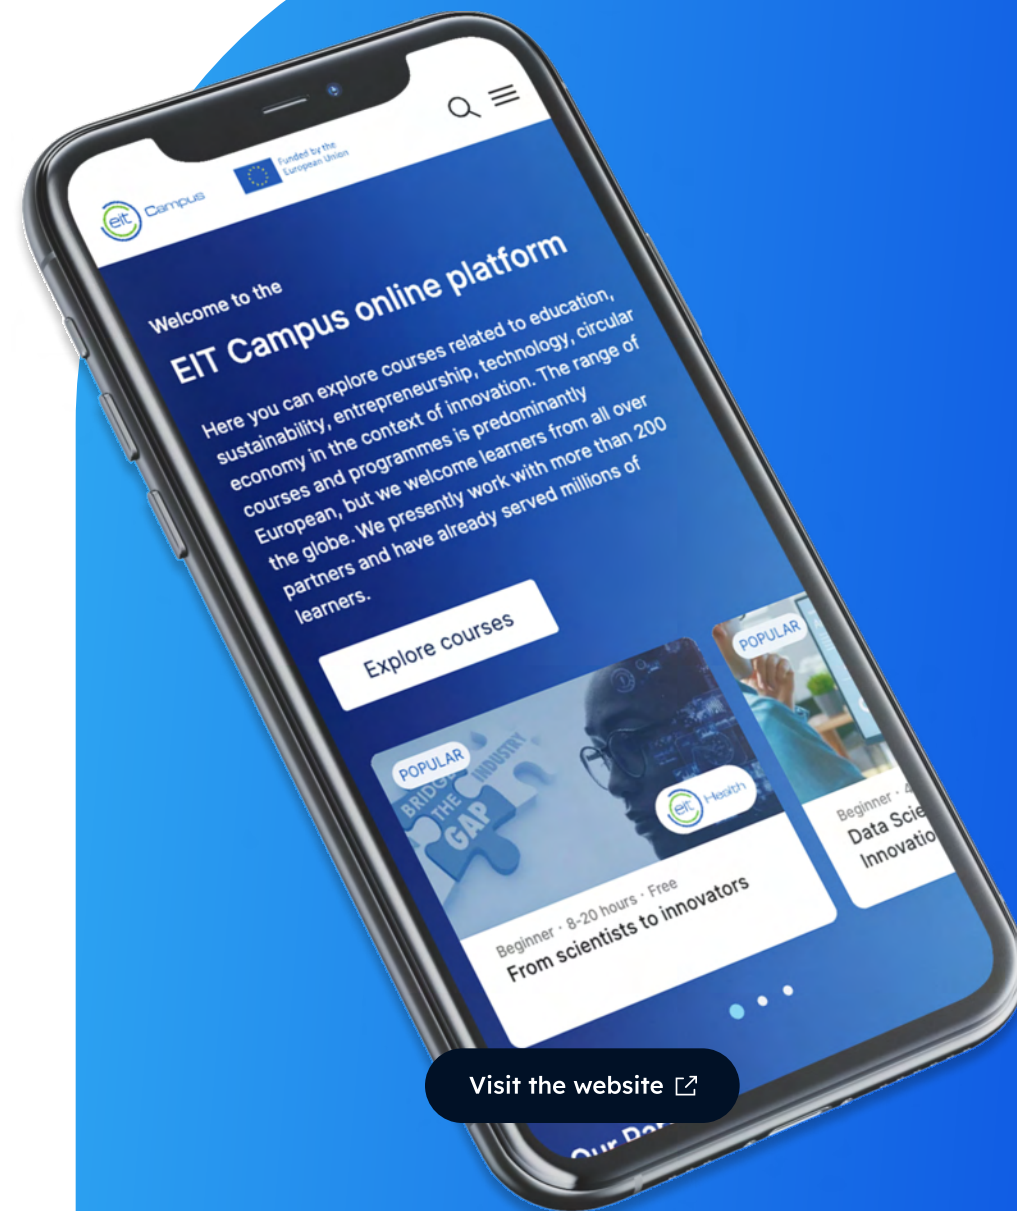 eit Campus
Funded by the
European Union
Welcome to the
EIT Campus online platform
Here you can explore courses related to education,
sustainability, entrepreneurship, technology, circular
economy in the context of innovation. The range of
courses and programmes is predominantly
European, but we welcome learners from all over
the globe. We presently work with more than 200
partners and have already served millions of
learners.
Explore courses
POPULAR
THE
GAP
INDUSTRY
eit Health
Beginner · 8-20 hours · Free
From scientists to innovators
POPULAR
Beginner ·
Data
Visit the website
Our